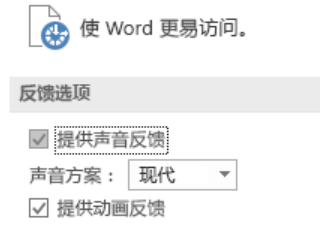 使 Word 更易访问。
反馈选项
提供声音反馈
声音方案： 现代
提供动画反馈